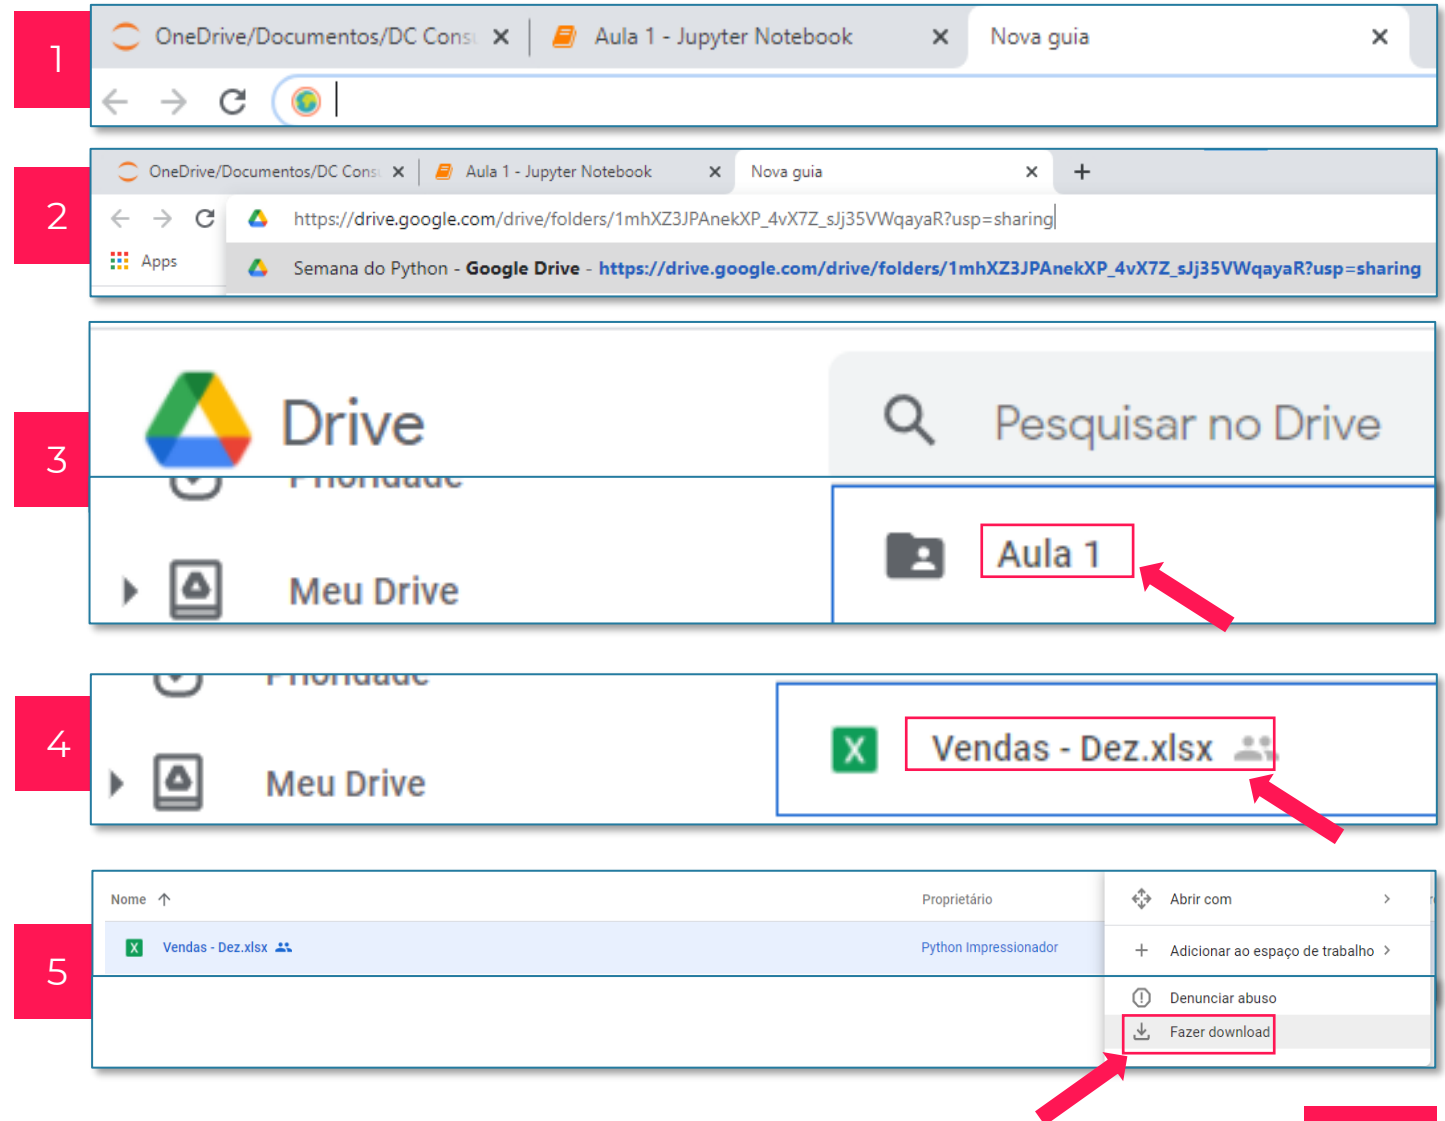 1
OneDrive/Documentos/DC Cons
Aula 1 - Jupyter Notebook
Nova guia
2
OneDrive/Documentos/DC Cons
Aula 1 - Jupyter Notebook
Nova guia
https://drive.google.com/drive/folders/1mhXZ3JPAnekXP_4vX7Z_sJj35VWqayaR?usp=sharing
Apps
Semana do Python - Google Drive - https://drive.google.com/drive/folders/1mhXZ3JPAnekXP_4vX7Z_sJj35VWqayaR?usp=sharing
3
Drive
Pesquisar no Drive
Prioridade
Aula 1
Meu Drive
4
Prioridade
Vendas - Dez.xlsx
Meu Drive
5
Nome
Proprietário
Abrir com
Vendas - Dez.xlsx
Python Impressionador
Adicionar ao espaço de trabalho
Denunciar abuso
Fazer download